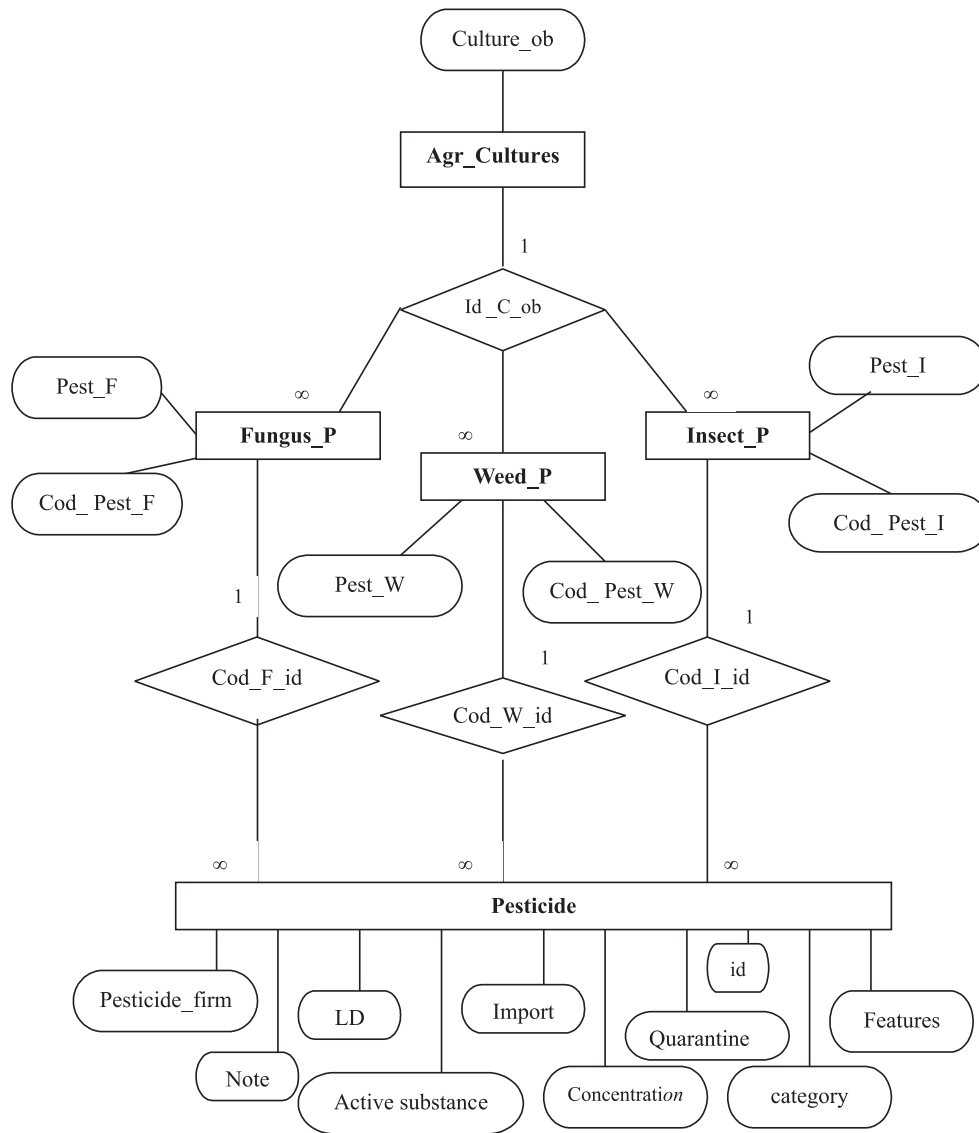 Culture_ob
Agr_Cultures
1
Id _C_ob
Pest_F
Pest_I
∞
∞
Fungus_P
∞
Insect_P
Weed_P
Cod_ Pest_F
Cod_ Pest_I
Pest_W
Cod_ Pest_W
1
1
1
Cod_F_id
Cod_I_id
Cod_W_id
∞
∞
∞
Pesticide
id
Pesticide_firm
LD
Import
Features
Quarantine
Note
Active substance
Concentration
category